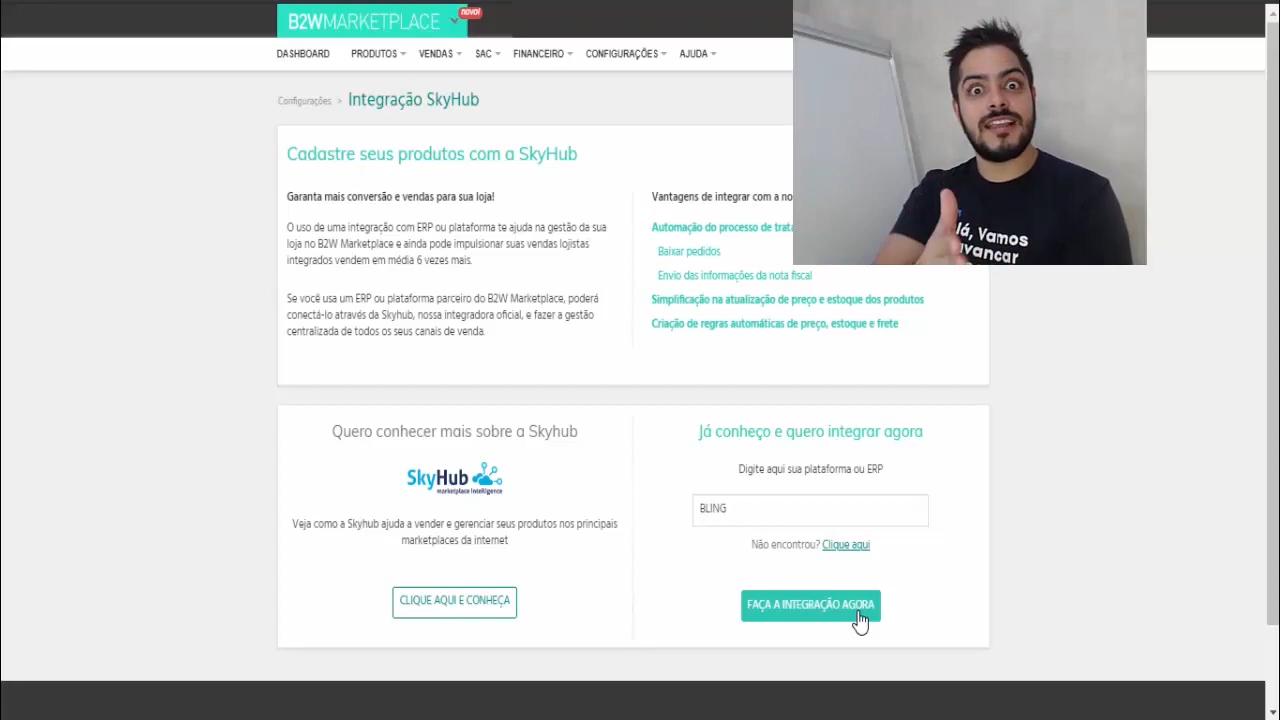 B2WMARKETPLACE
novo!
DASHBOARD PRODUTOS VENDAS SAC FINANCEIRO CONFIGURAÇÕES AJUDA
Configurações > Integração SkyHub
Cadastre seus produtos com a SkyHub
Garanta mais conversão e vendas para sua loja!
O uso de uma integração com ERP ou plataforma te ajuda na gestão da sua
loja no B2W Marketplace e ainda pode impulsionar suas vendas lojistas
integrados vendem em média 6 vezes mais.
Se você usa um ERP ou plataforma parceiro do B2W Marketplace, poderá
conectá-lo através da Skyhub, nossa integradora oficial, e fazer a gestão
centralizada de todos os seus canais de venda.
Vantagens de integrar com a no
Automação do processo de trata
Baixar pedidos
Envio das informações da nota fiscal
Simplificação na atualização de preço e estoque dos produtos
Criação de regras automáticas de preço, estoque e frete
lá, Vamos
avançar
Quero conhecer mais sobre a Skyhub
SkyHub
marketplace intelligence
Veja como a Skyhub ajuda a vender e gerenciar seus produtos nos principais
marketplaces da internet
CLIQUE AQUI E CONHEÇA
Já conheço e quero integrar agora
Digite aqui sua plataforma ou ERP
BLING
Não encontrou? Clique aqui
FAÇA A INTEGRAÇÃO AGORA